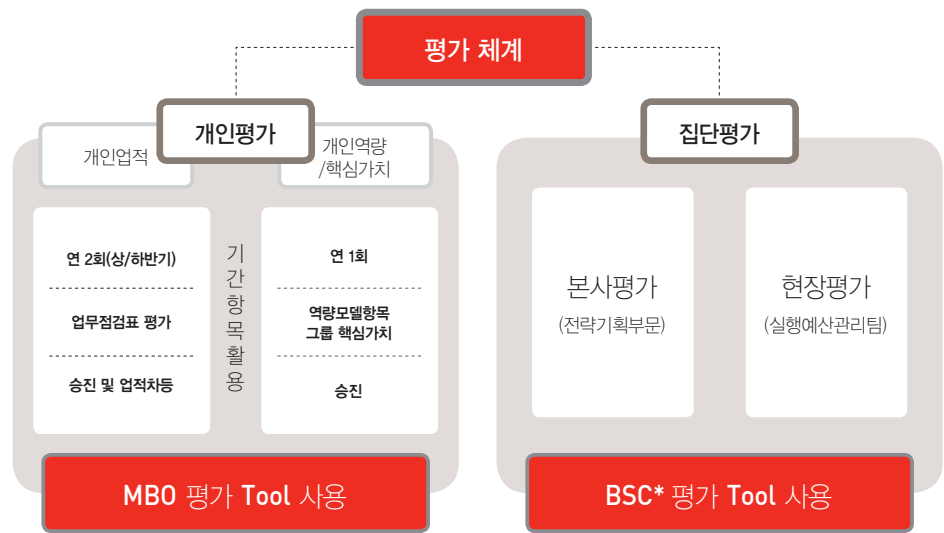 평가 체계
개인평가
개인업적
개인역량
/핵심가치
연 2회(상/하반기)
업무점검표 평가
승진 및 업적차등
기
간
항
목
활
용
연 1회
역량모델항목
그룹 핵심가치
승진
MBO 평가 Tool 사용
집단평가
본사평가
(전략기획부문)
현장평가
(실행예산관리팀)
BSC* 평가 Tool 사용